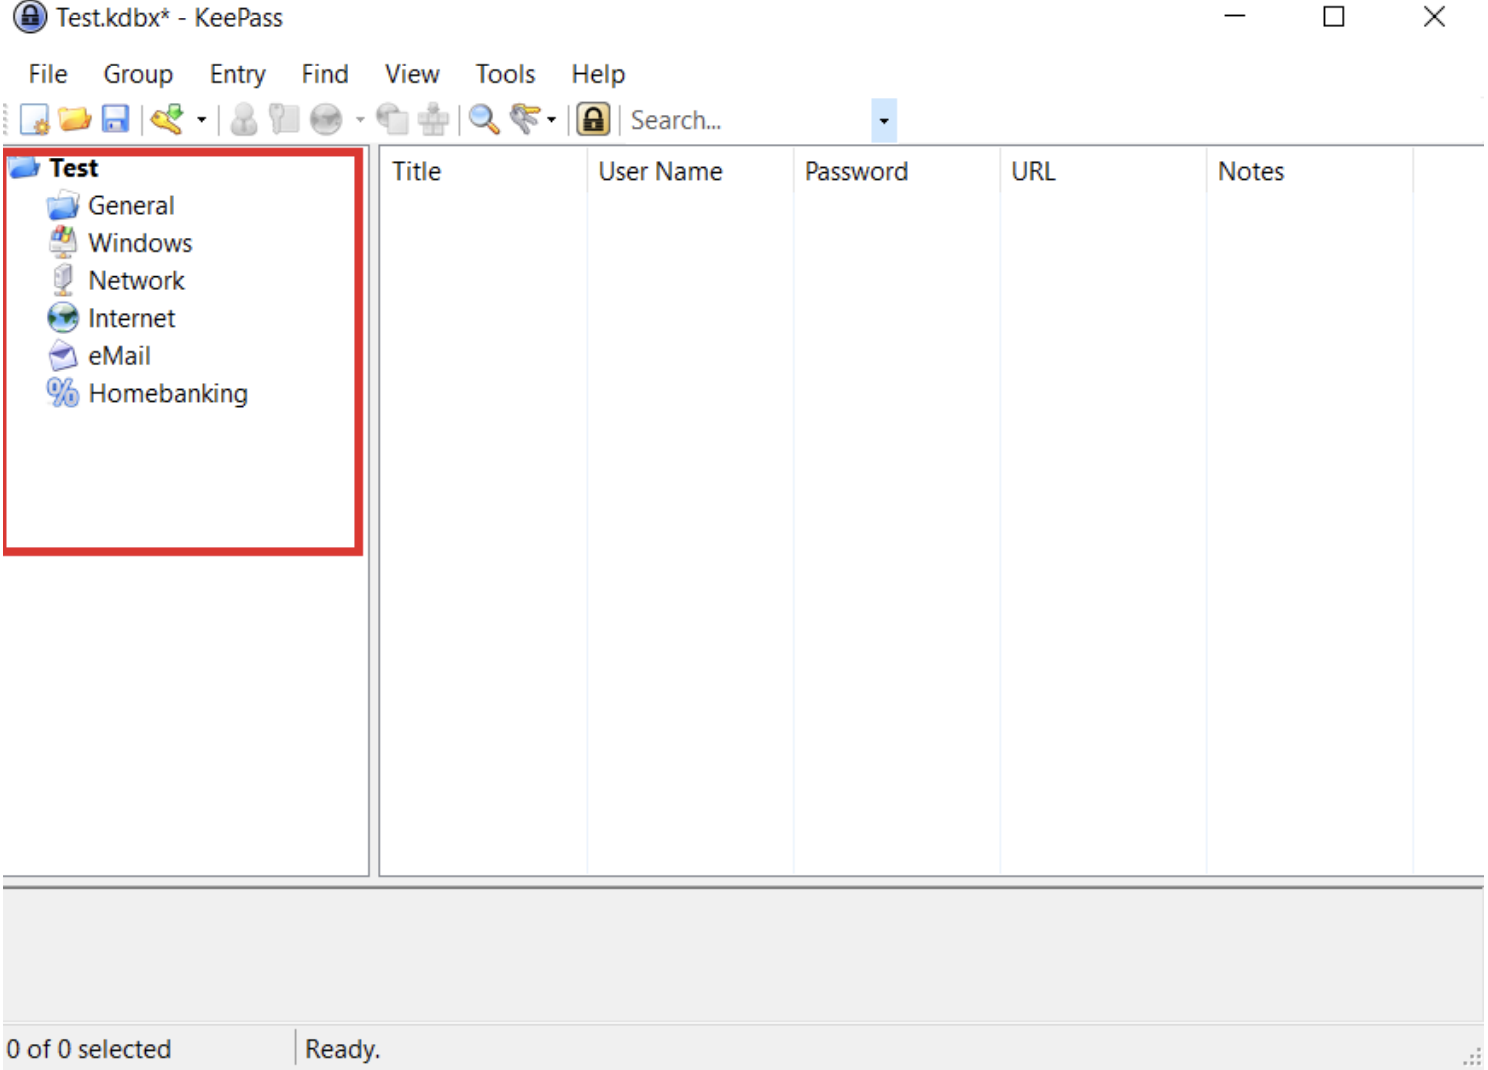 Test.kdbx* - KeePass
File Group Entry Find View Tools Help
Search...
Test
General
Windows
Network
Internet
eMail
Homebanking
Title User Name Password URL Notes
0 of 0 selected Ready.